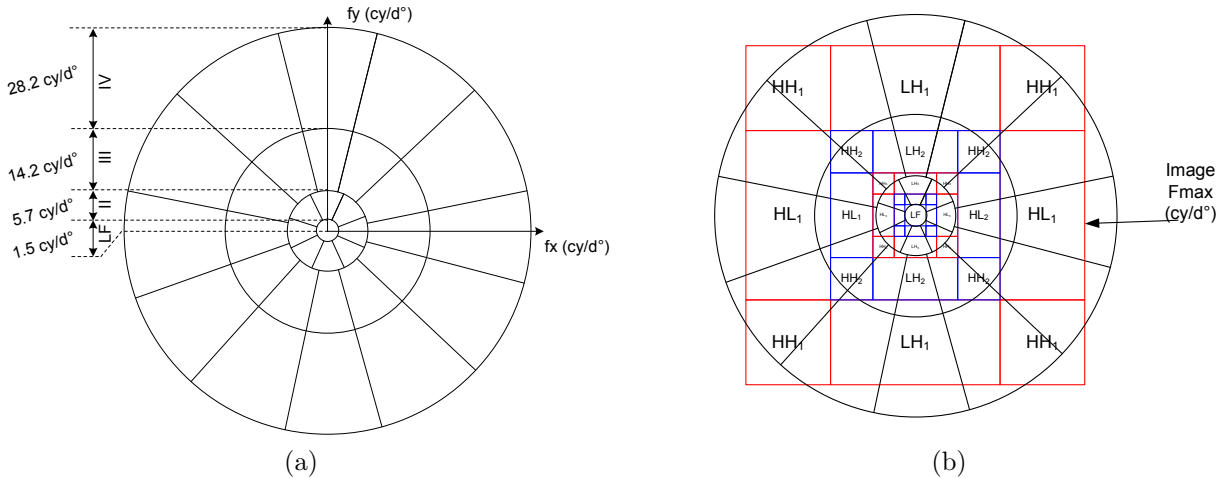 fy (cy/d°)
28.2 cy/d°
IV
14.2 cy/d°
III
5.7 cy/d°
II
1.5 cy/d°
LF
fx (cy/d°)
(a)
HH₁ LH₁ HH₁
HH₂ LH₂ HH₂
HL₁ HL₁ LF HL₂ HL₁
HH₂ LH₂ HH₂
HH₁ LH₁ HH₁
Image
Fmax
(cy/d°)
(b)